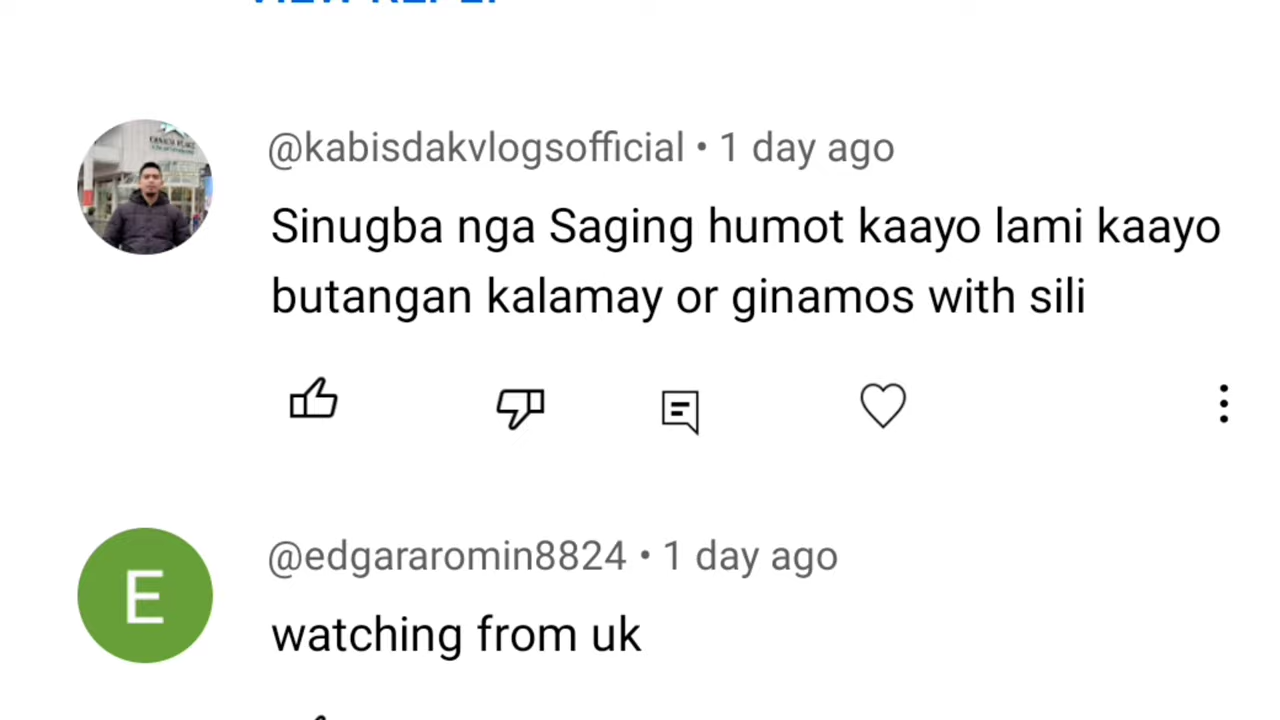 @kabisdakvlogsofficial • 1 day ago
Sinugba nga Saging humot kaayo lami kaayo
butangan kalamay or ginamos with sili
E
@edgararomin8824 • 1 day ago
watching from uk